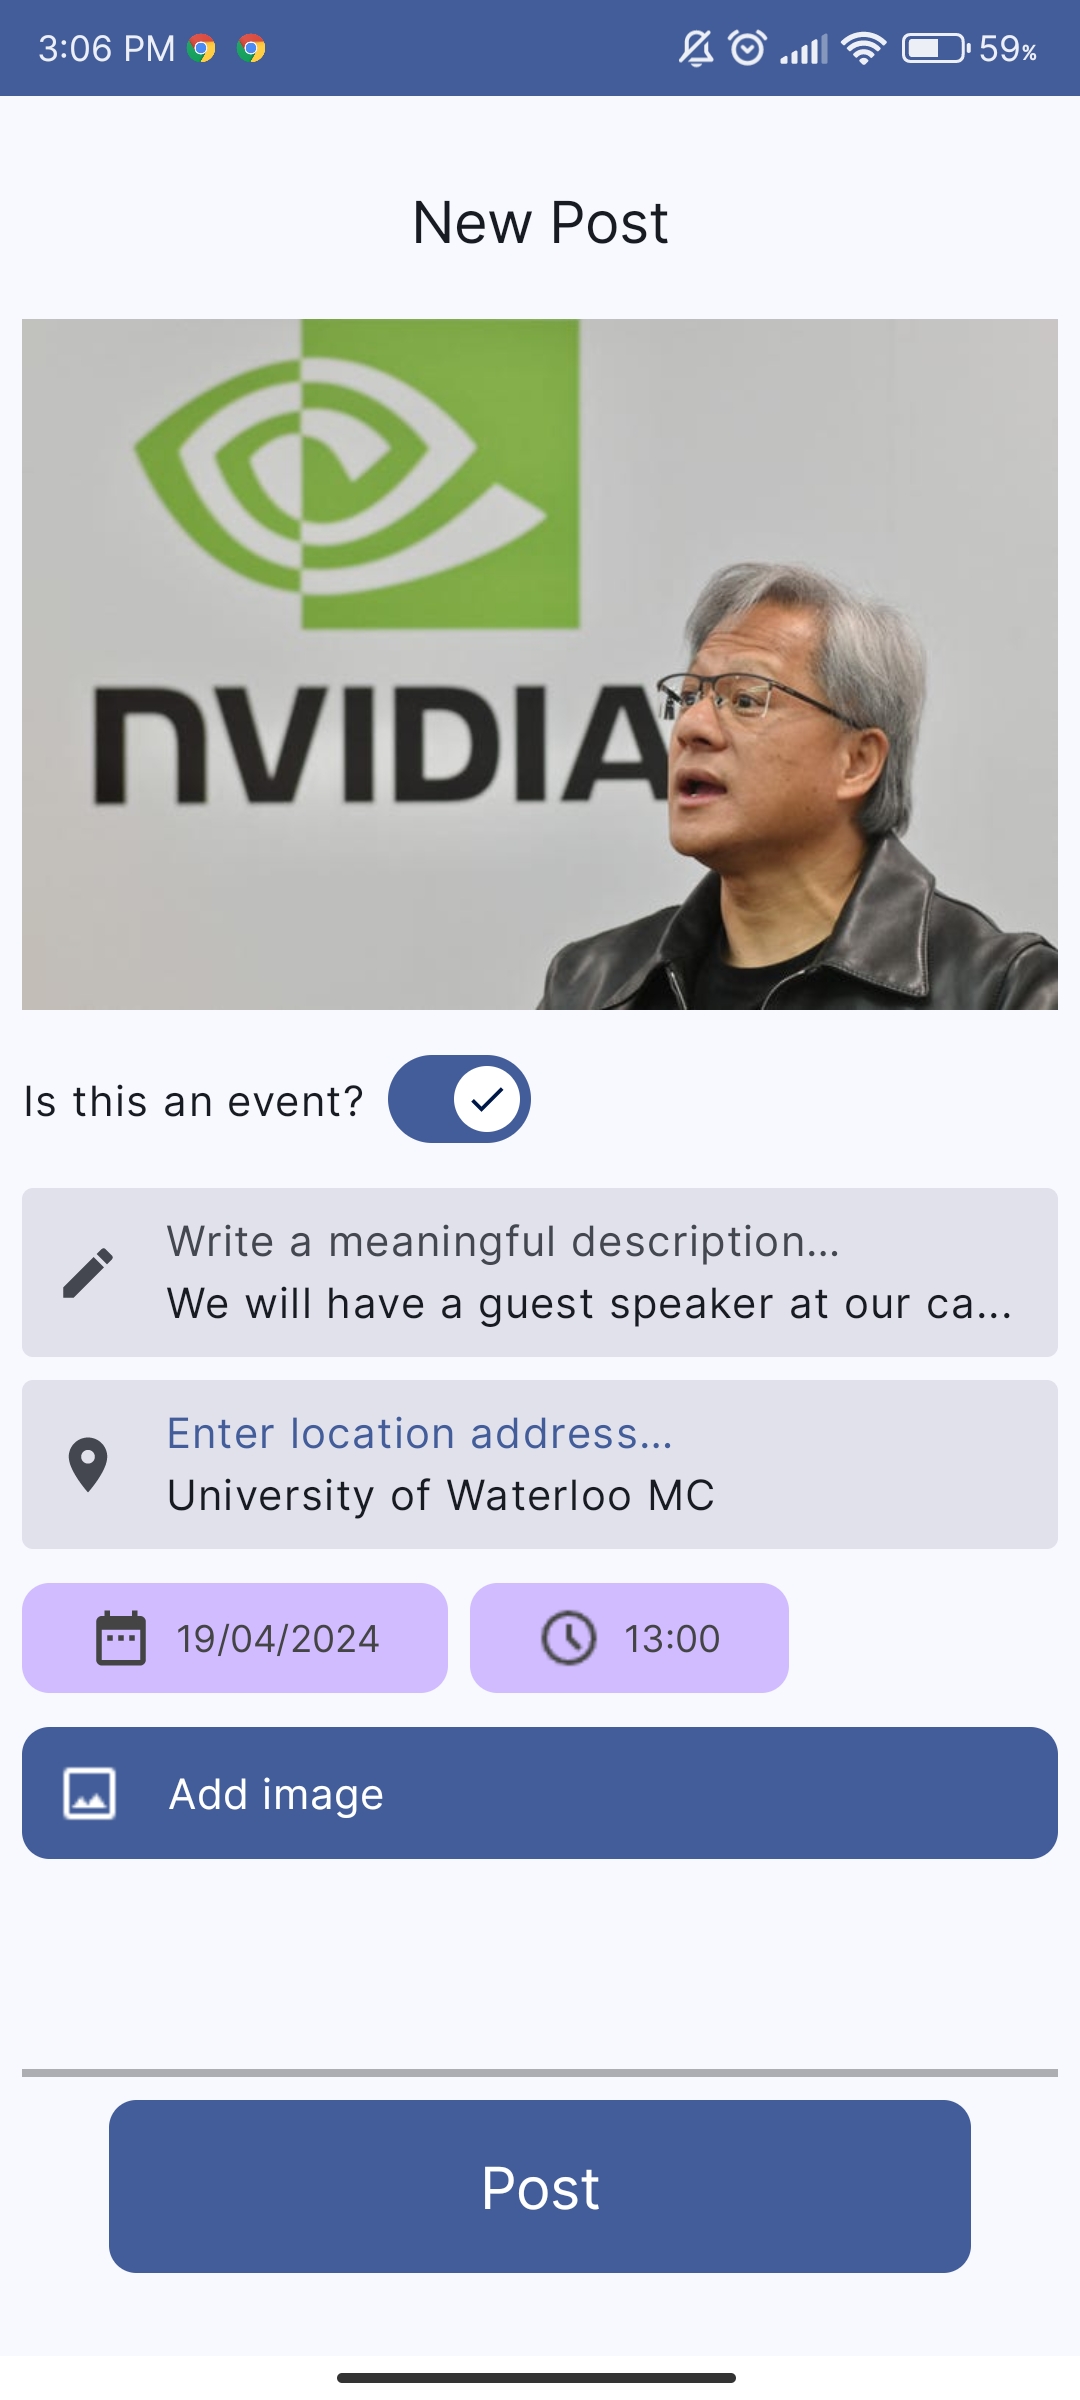 3:06 PM
59%
New Post
NVIDIA
Is this an event?
Write a meaningful description...
We will have a guest speaker at our ca...
Enter location address...
University of Waterloo MC
19/04/2024
13:00
Add image
Post